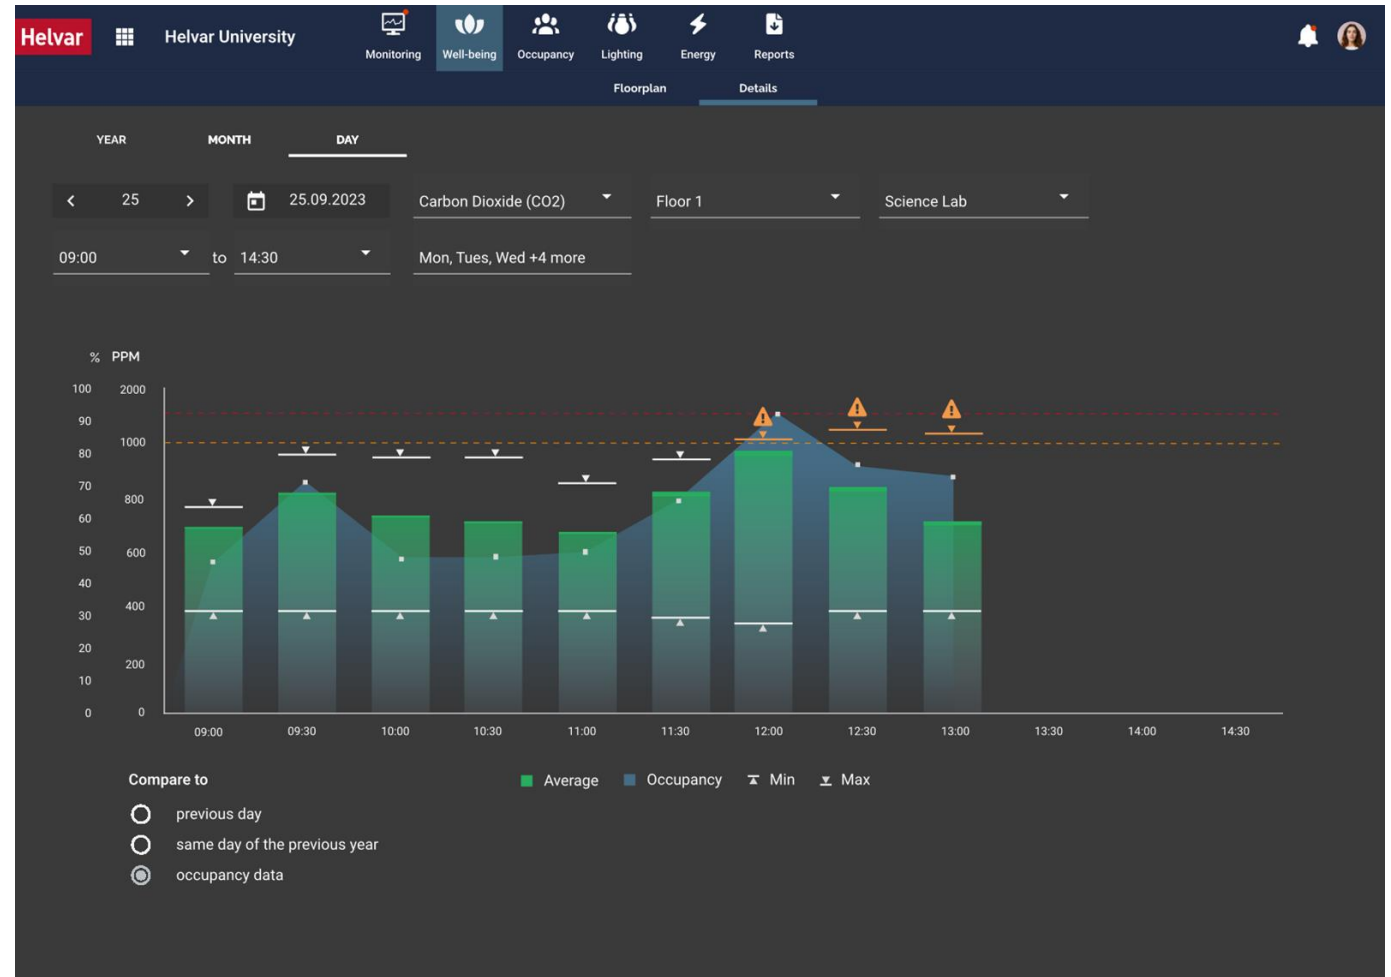 Helvar
Helvar University
Monitoring
Well-being
Occupancy
Lighting
Energy
Reports
Floorplan
Details
YEAR
MONTH
DAY
25
25.09.2023
Carbon Dioxide (CO2)
Floor 1
Science Lab
09:00
to
14:30
Mon, Tues, Wed +4 more
% PPM
100 2000
90
1000
80
70
800
60
50 600
40
400
30
20
200
10
0 0
09:00 09:30 10:00 10:30 11:00 11:30 12:00 12:30 13:00 13:30 14:00 14:30
Compare to
Average Occupancy Min Max
previous day
same day of the previous year
occupancy data